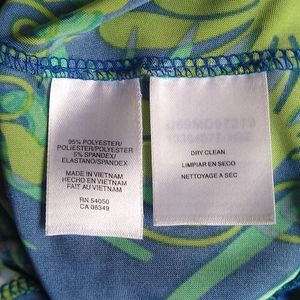 95% POLYESTER/
POLIESTER/POLYESTER
5% SPANDEX/
ELASTANO/SPANDEX
MADE IN VIETNAM
HECHO EN VIETNAM
FAIT AU VIETNAM
RN 54050
CA 08349
DRY CLEAN
LIMPIAR EN SECO
NETTOYAGE A SEC